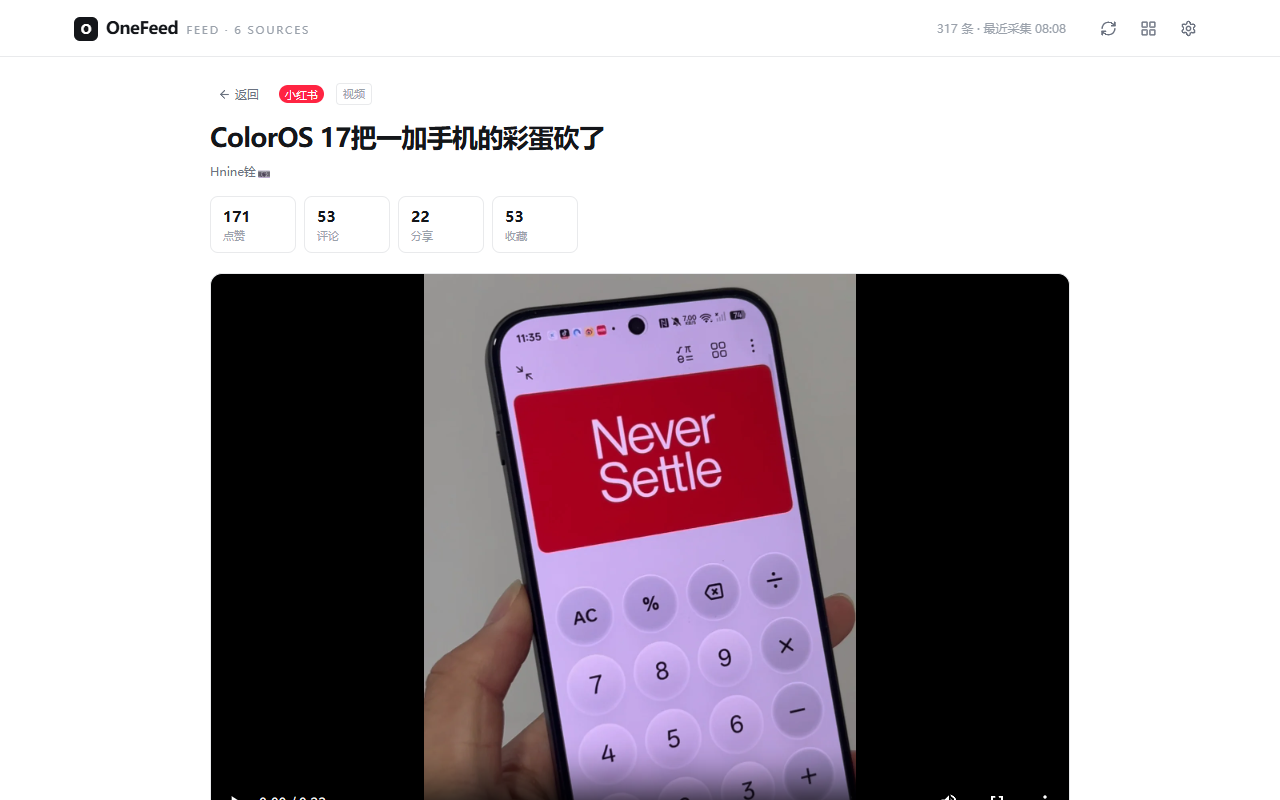 O OneFeed FEED · 6 SOURCES
317 条 · 最近采集 08:08
返回 小红书 视频
ColorOS 17把一加手机的彩蛋砍了
Hnine铨
171 53 22 53
点赞 评论 分享 收藏
11:35 7.00 74
Never
Settle
AC % ÷
7 8 9 ×
4 5 6 −
3 +